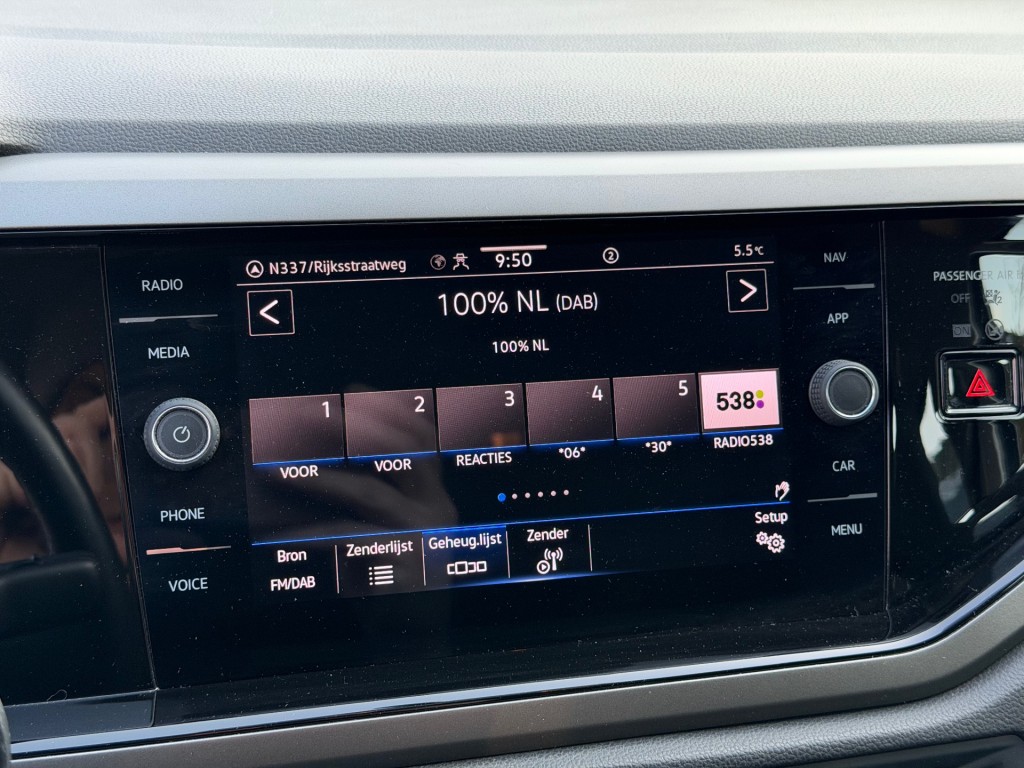 RADIO
MEDIA
PHONE
VOICE
N337/Rijksstraatweg
9:50
2
5.5°C
<
100% NL (DAB)
>
100% NL
1 2 3 4 5 538
VOOR VOOR REACTIES *06* *30* RADIO538
Bron Zenderlijst Geheug.lijst Zender Setup
FM/DAB
NAV
APP
CAR
MENU
PASSENGER AIR
OFF
ON